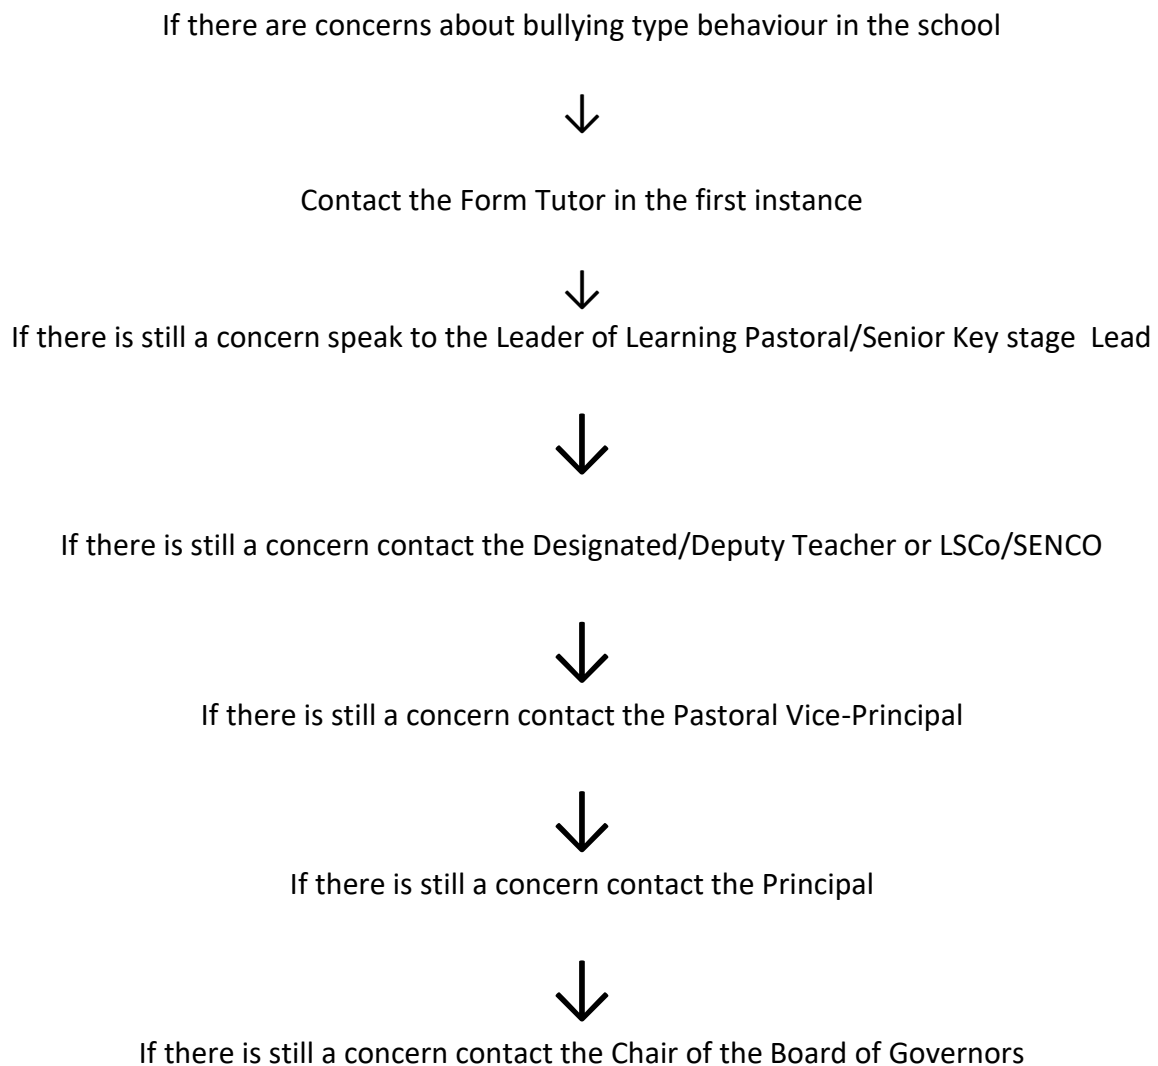 If there are concerns about bullying type behaviour in the school
Contact the Form Tutor in the first instance
If there is still a concern speak to the Leader of Learning Pastoral/Senior Key stage  Lead
If there is still a concern contact the Designated/Deputy Teacher or LSCo/SENCO
If there is still a concern contact the Pastoral Vice-Principal
If there is still a concern contact the Principal
If there is still a concern contact the Chair of the Board of Governors